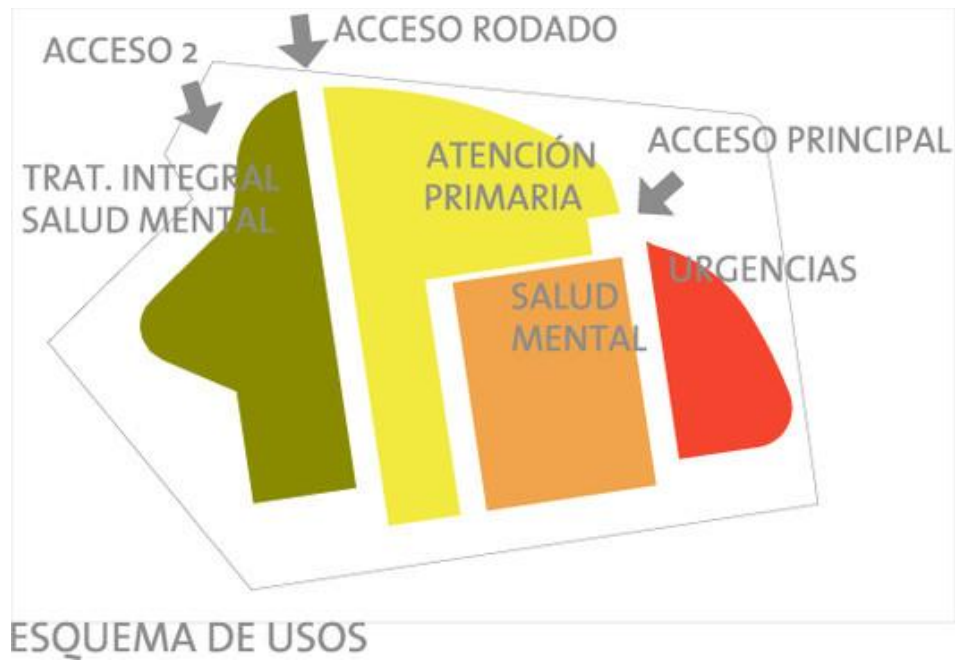 ACCESO RODADO
ACCESO 2
ATENCIÓN
PRIMARIA
ACCESO PRINCIPAL
TRAT. INTEGRAL
SALUD MENTAL
URGENCIAS
SALUD
MENTAL
ESQUEMA DE USOS